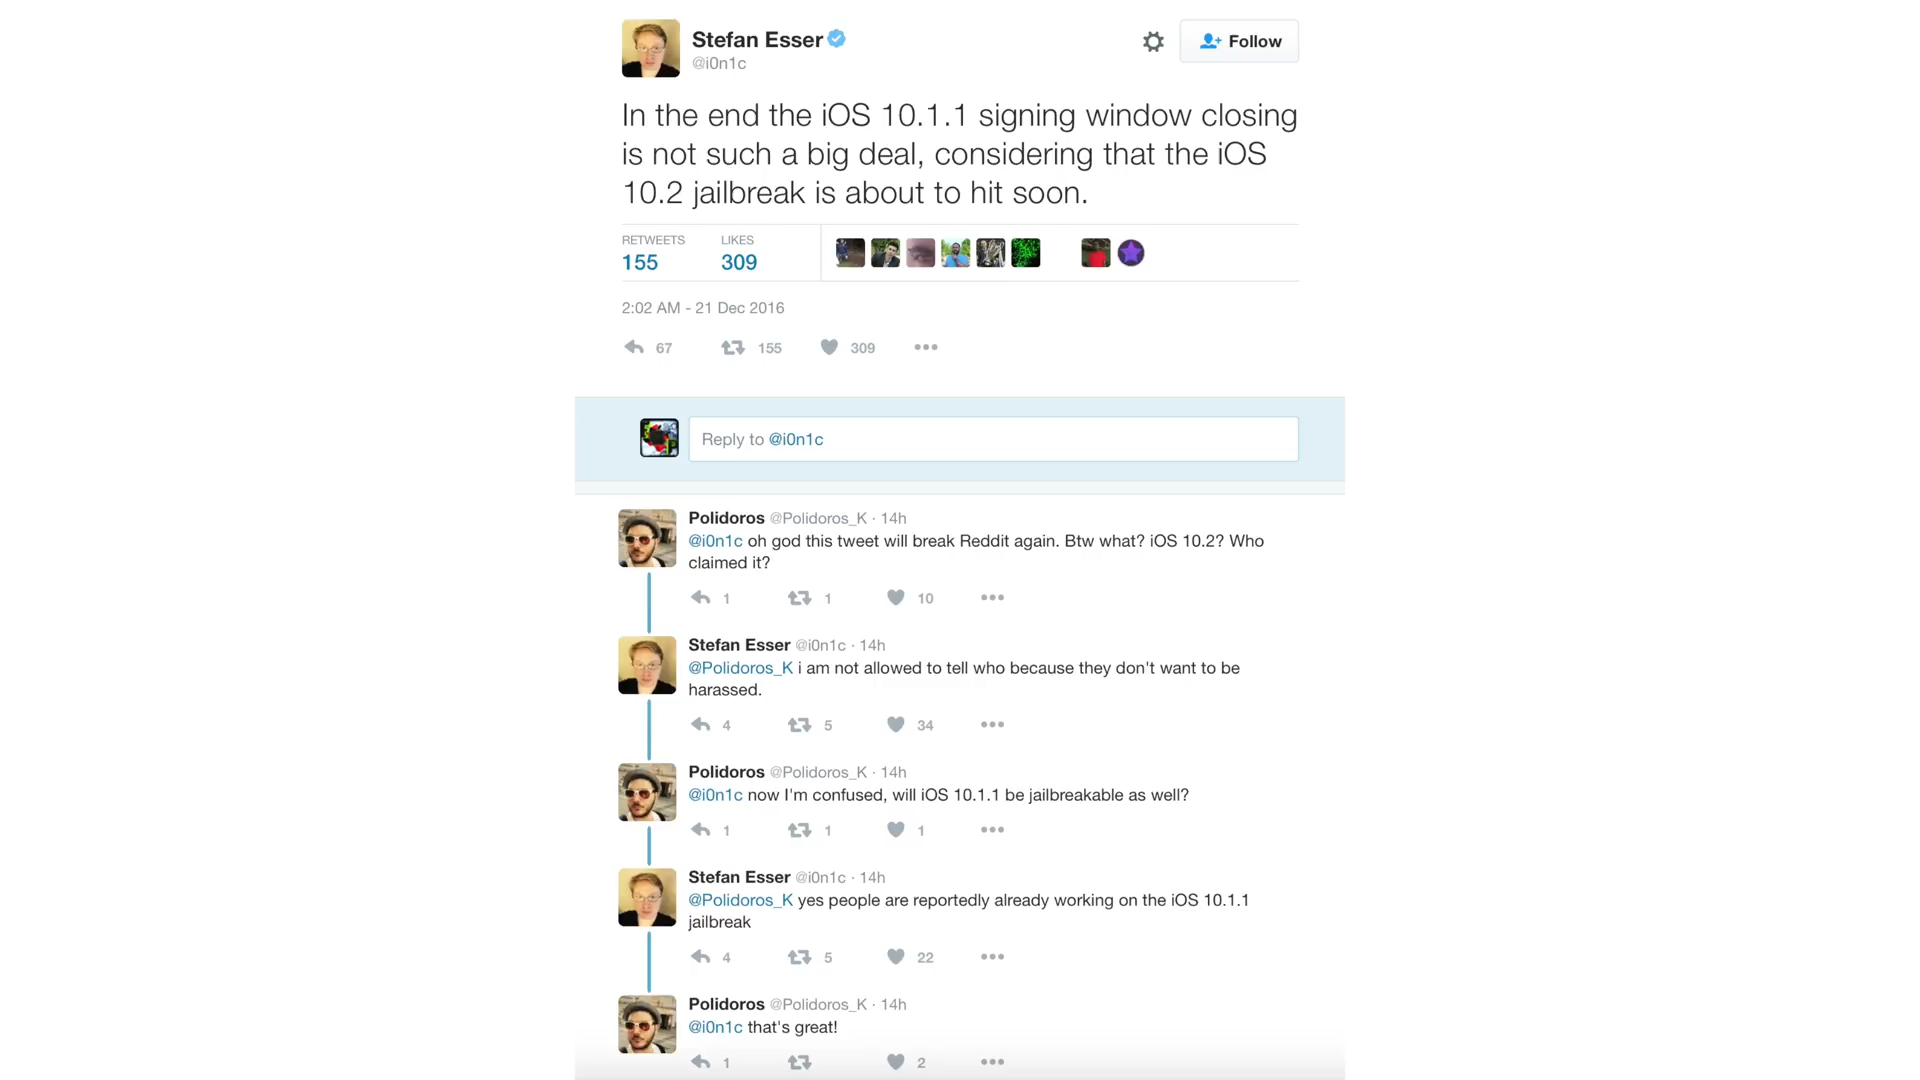 Stefan Esser
@i0n1c
Follow
In the end the iOS 10.1.1 signing window closing
is not such a big deal, considering that the iOS
10.2 jailbreak is about to hit soon.
RETWEETS LIKES
155 309
2:02 AM - 21 Dec 2016
67 155 309
Reply to @i0n1c
Polidoros @Polidoros_K · 14h
@i0n1c oh god this tweet will break Reddit again. Btw what? iOS 10.2? Who
claimed it?
1 1 10
Stefan Esser @i0n1c · 14h
@Polidoros_K i am not allowed to tell who because they don't want to be
harassed.
4 5 34
Polidoros @Polidoros_K · 14h
@i0n1c now I'm confused, will iOS 10.1.1 be jailbreakable as well?
1 1 1
Stefan Esser @i0n1c · 14h
@Polidoros_K yes people are reportedly already working on the iOS 10.1.1
jailbreak
4 5 22
Polidoros @Polidoros_K · 14h
@i0n1c that's great!
1 2